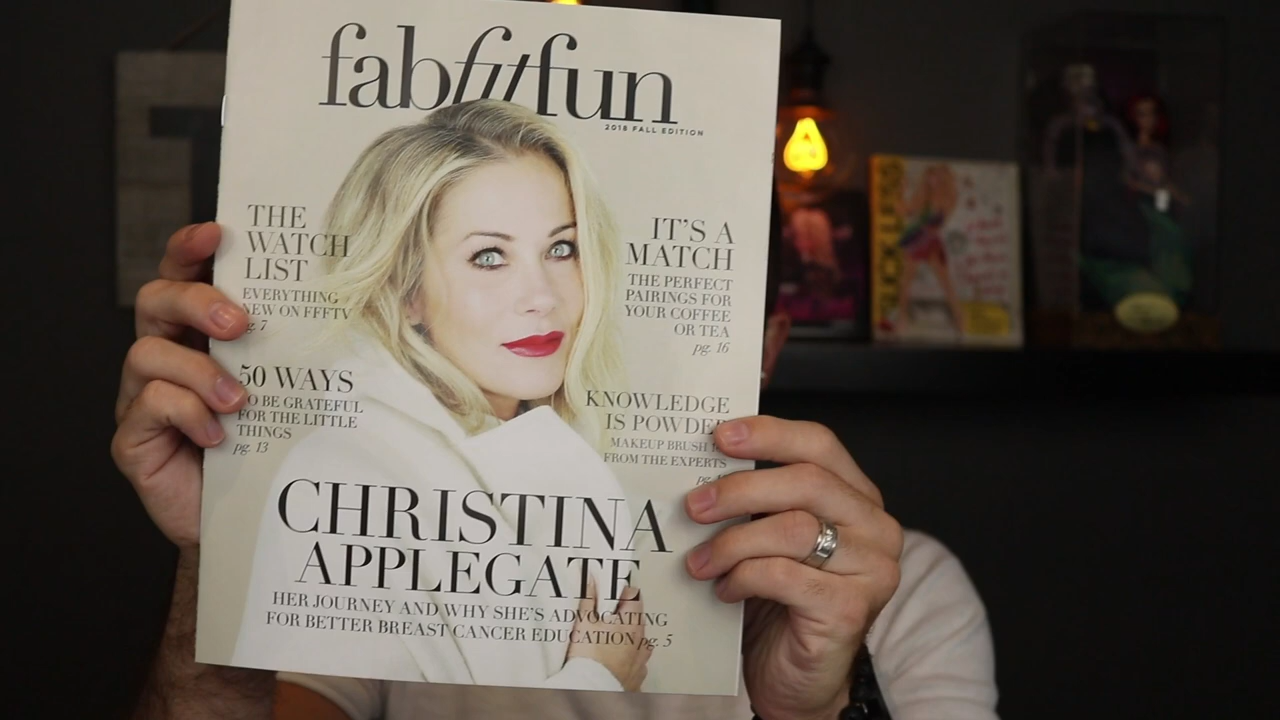 fabfitfun
2018 FALL EDITION
THE
WATCH
LIST
EVERYTHING
NEW ON FFFTV
pg. 7
50 WAYS
TO BE GRATEFUL
FOR THE LITTLE
THINGS
pg. 13
IT'S A
MATCH
THE PERFECT
PAIRINGS FOR
YOUR COFFEE
OR TEA
pg. 16
KNOWLEDGE
IS POWDER
MAKEUP BRUSH
FROM THE EXPERTS
pg.
CHRISTINA
APPLEGATE
HER JOURNEY AND WHY SHE'S ADVOCATING
FOR BETTER BREAST CANCER EDUCATION pg. 5